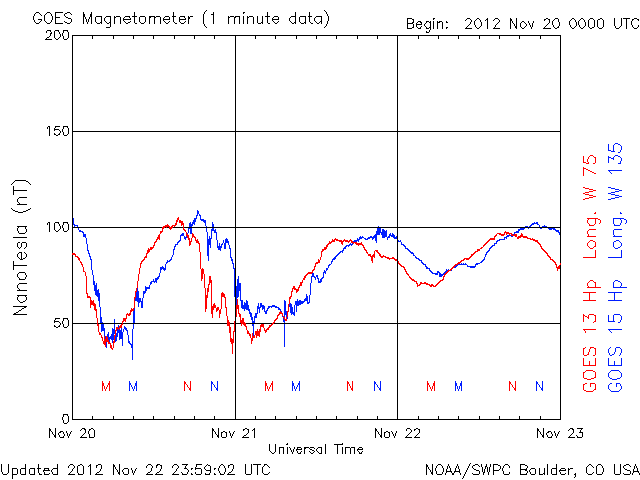 GOES Magnetometer (1 minute data)
Begin: 2012 Nov 20 0000 UTC
200
150
100
50
0
NanoTesla (nT)
M M N N M M N N M M N N
Nov 20 Nov 21 Nov 22 Nov 23
Universal Time
GOES 13 Hp Long. W 75
GOES 15 Hp Long. W 135
Updated 2012 Nov 22 23:59:02 UTC
NOAA/SWPC Boulder, CO USA